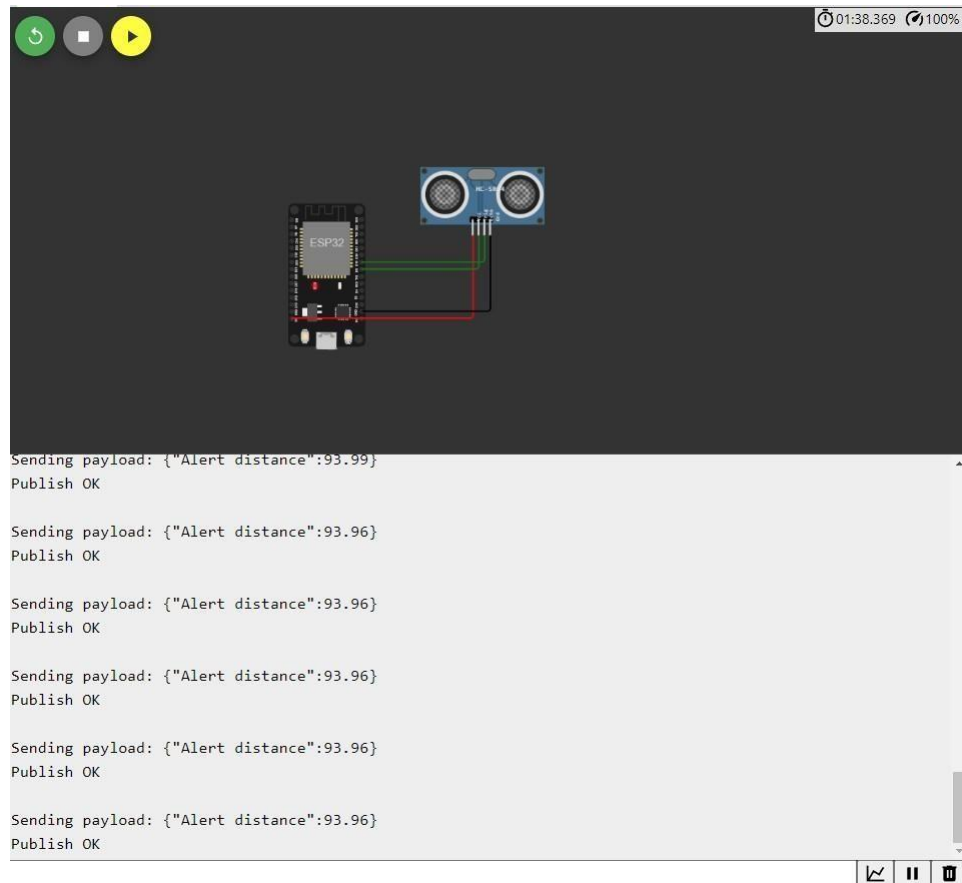 01:38.369 100%
HC-SR04
ESP32
Sending payload: {"Alert distance":93.99}
Publish OK
Sending payload: {"Alert distance":93.96}
Publish OK
Sending payload: {"Alert distance":93.96}
Publish OK
Sending payload: {"Alert distance":93.96}
Publish OK
Sending payload: {"Alert distance":93.96}
Publish OK
Sending payload: {"Alert distance":93.96}
Publish OK